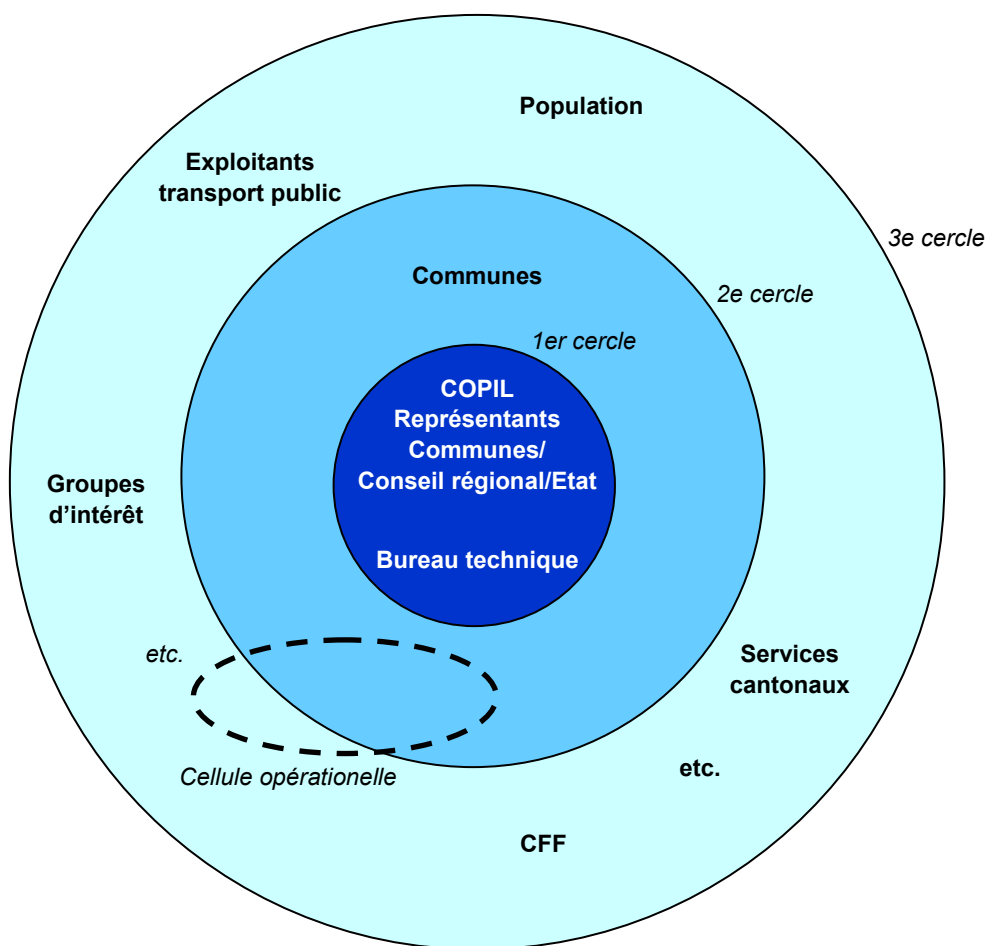 Population
Exploitants
transport public
3e cercle
Communes
2e cercle
1er cercle
COPIL
Représentants
Communes/
Conseil régional/Etat
Groupes
d’intérêt
Bureau technique
etc.
Services
cantonaux
Cellule opérationelle
etc.
CFF